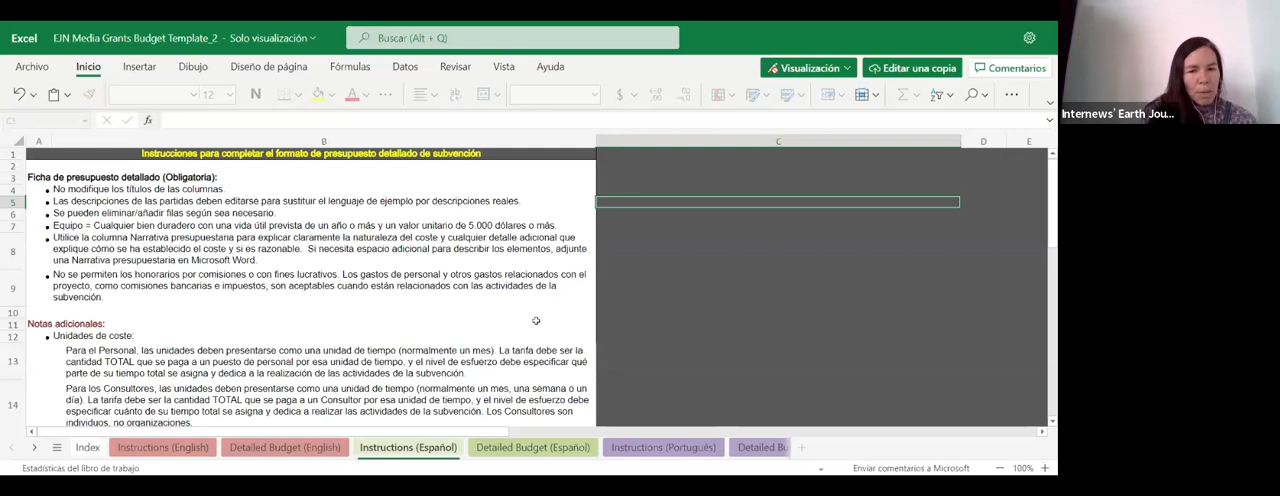 Excel
EJN Media Grants Budget Template_2 - Solo visualización
Buscar (Alt + Q)
Archivo Inicio Insertar Dibujo Diseño de página Fórmulas Datos Revisar Vista Ayuda
Visualización Editar una copia Comentarios
Internews' Earth Jou...
12 N A $ Σ ...
C5 fx
A B C D E
1 Instrucciones para completar el formato de presupuesto detallado de subvención
2
3 Ficha de presupuesto detallado (Obligatoria):
4 • No modifique los títulos de las columnas.
5 • Las descripciones de las partidas deben editarse para sustituir el lenguaje de ejemplo por descripciones reales.
6 • Se pueden eliminar/añadir filas según sea necesario.
7 • Equipo = Cualquier bien duradero con una vida útil prevista de un año o más y un valor unitario de 5.000 dólares o más.
• Utilice la columna Narrativa presupuestaria para explicar claramente la naturaleza del coste y cualquier detalle adicional que
8 explique cómo se ha establecido el coste y si es razonable. Si necesita espacio adicional para describir los elementos, adjunte
una Narrativa presupuestaria en Microsoft Word.
• No se permiten los honorarios por comisiones o con fines lucrativos. Los gastos de personal y otros gastos relacionados con el
9 proyecto, como comisiones bancarias e impuestos, son aceptables cuando están relacionados con las actividades de la
subvención.
10
11 Notas adicionales:
12 • Unidades de coste:
Para el Personal, las unidades deben presentarse como una unidad de tiempo (normalmente un mes). La tarifa debe ser la
13 cantidad TOTAL que se paga a un puesto de personal por esa unidad de tiempo, y el nivel de esfuerzo debe especificar qué
parte de su tiempo total se asigna y dedica a la realización de las actividades de la subvención.
Para los Consultores, las unidades deben presentarse como una unidad de tiempo (normalmente un mes, una semana o un
14 día). La tarifa debe ser la cantidad TOTAL que se paga a un Consultor por esa unidad de tiempo, y el nivel de esfuerzo debe
especificar cuánto de su tiempo total se asigna y dedica a realizar las actividades de la subvención. Los Consultores son
individuos, no organizaciones.
Index Instructions (English) Detailed Budget (English) Instructions (Español) Detailed Budget (Español) Instructions (Português) Detailed Bu
Estadísticas del libro de trabajo Enviar comentarios a Microsoft 100%